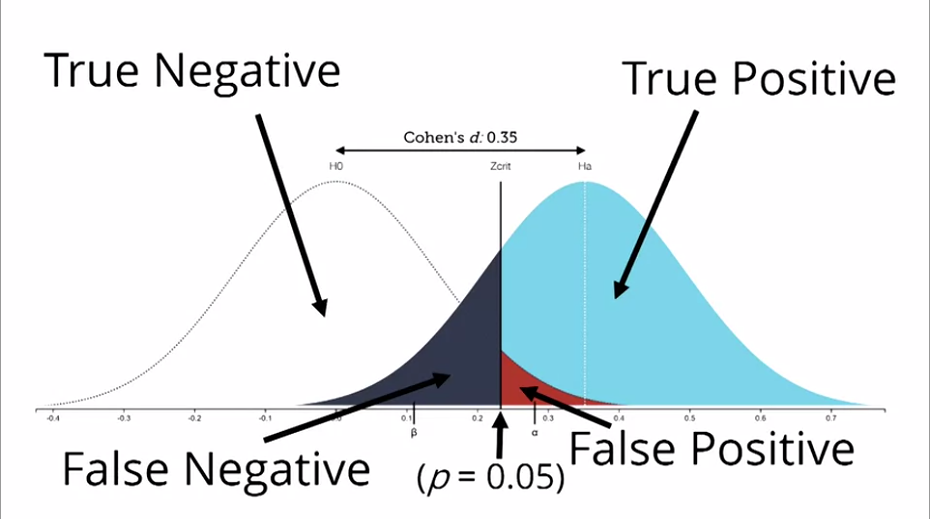 True Negative
True Positive
Cohen's d: 0.35
H0
Zcrit
Ha
-0.4
-0.3
-0.2
-0.1
0.1
0.2
0.3
0.4
0.5
0.6
0.7
β
α
False Negative
(p = 0.05)
False Positive